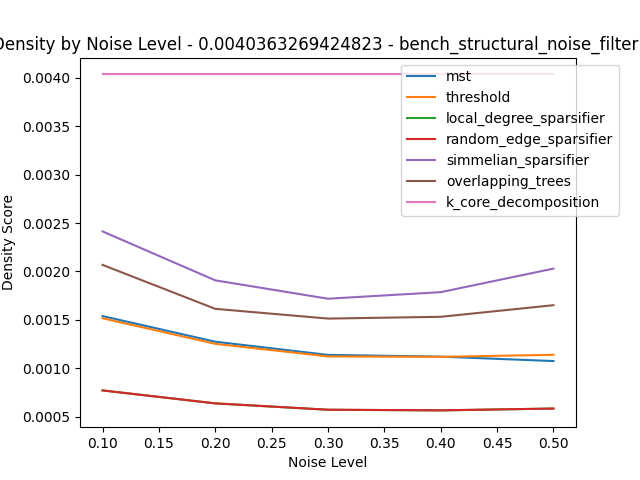 Density by Noise Level - 0.0040363269424823 - bench_structural_noise_filter
mst
threshold
local_degree_sparsifier
random_edge_sparsifier
simmelian_sparsifier
overlapping_trees
k_core_decomposition
Density Score
0.0040
0.0035
0.0030
0.0025
0.0020
0.0015
0.0010
0.0005
0.10 0.15 0.20 0.25 0.30 0.35 0.40 0.45 0.50
Noise Level